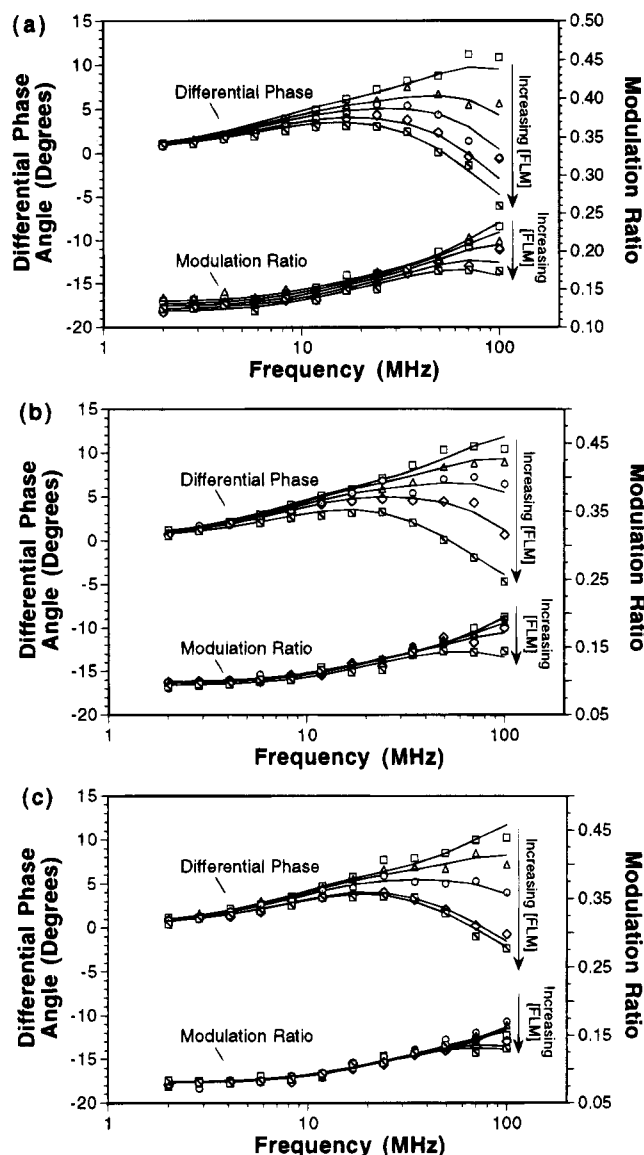 (a)
15
10
5
0
-5
-10
-15
-20
Differential Phase
Angle (Degrees)
Differential Phase
Modulation Ratio
Increasing [FLM]
Increasing
[FLM]
0.50
0.45
0.40
0.35
0.30
0.25
0.20
0.15
0.10
Modulation Ratio
1
10
100
Frequency (MHz)
(b)
15
10
5
0
-5
-10
-15
-20
Differential Phase
Angle (Degrees)
Differential Phase
Modulation Ratio
Increasing [FLM]
Increasing
[FLM]
0.45
0.35
0.25
0.15
0.05
Modulation Ratio
1
10
100
Frequency (MHz)
(c)
15
10
5
0
-5
-10
-15
-20
Differential Phase
Angle (Degrees)
Differential Phase
Modulation Ratio
Increasing [FLM]
Increasing
[FLM]
0.45
0.35
0.25
0.15
0.05
Modulation Ratio
1
10
100
Frequency (MHz)